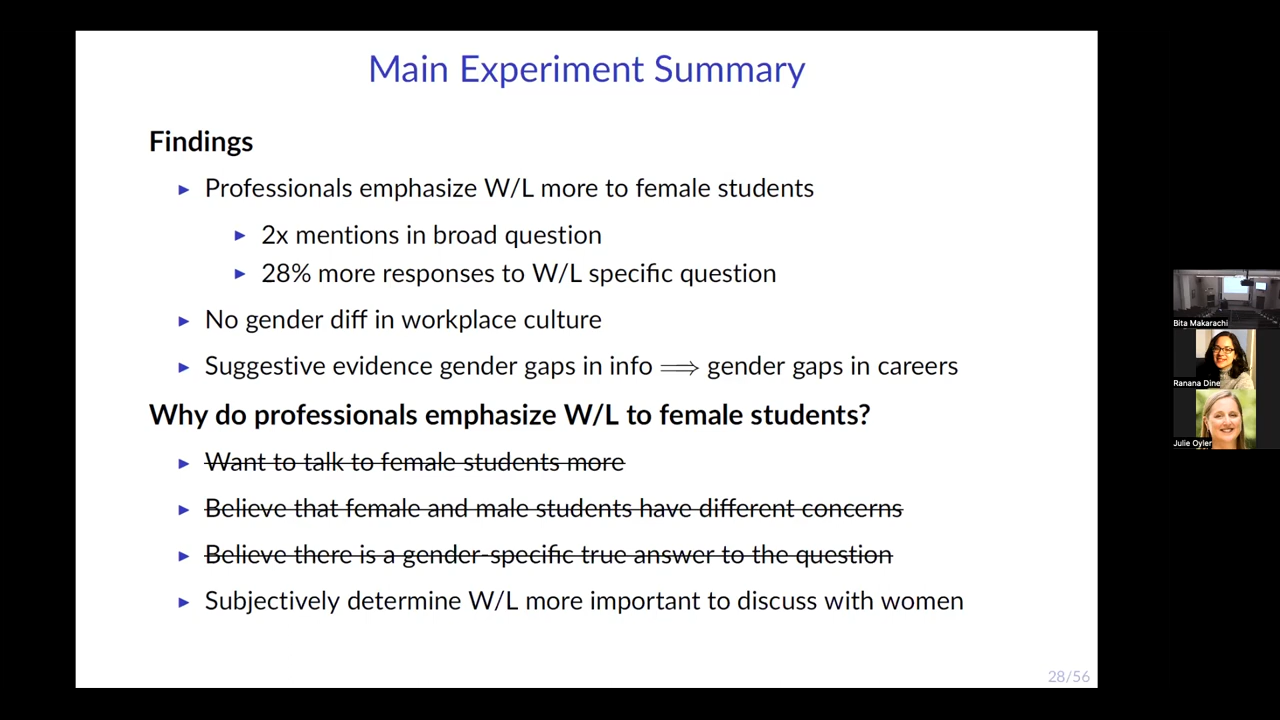 Main Experiment Summary
Findings
► Professionals emphasize W/L more to female students
► 2x mentions in broad question
► 28% more responses to W/L specific question
► No gender diff in workplace culture
► Suggestive evidence gender gaps in info ⟹ gender gaps in careers
Why do professionals emphasize W/L to female students?
► Want to talk to female students more
► Believe that female and male students have different concerns
► Believe there is a gender-specific true answer to the question
► Subjectively determine W/L more important to discuss with women
28/56
Bita Makarachi
Ranana Dine
Julie Oyler